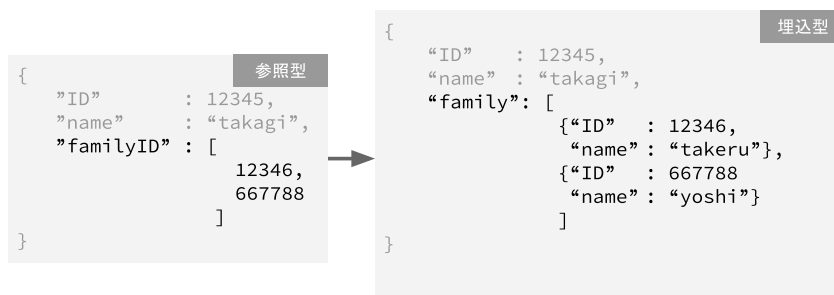 参照型
{
”ID” : 12345,
”name” : “takagi”,
”familyID” : [
12346,
667788
]
}
埋込型
{
“ID” : 12345,
“name” : “takagi”,
“family”: [
{“ID” : 12346,
“name” : “takeru”},
{“ID” : 667788
“name” : “yoshi”}
]
}